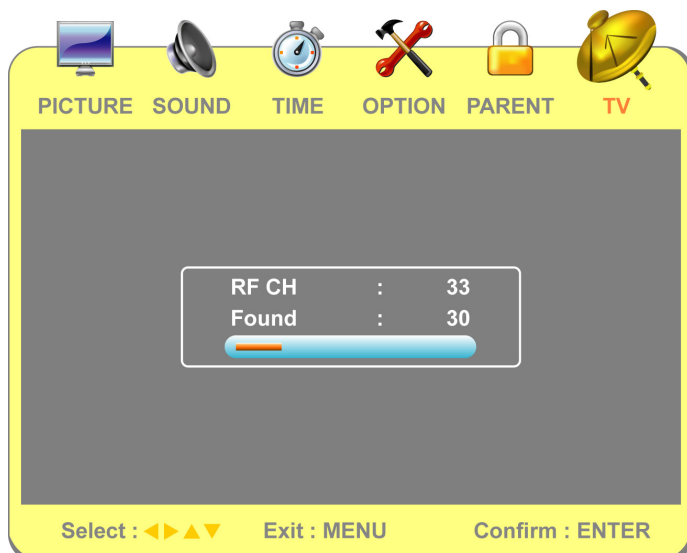 PICTURE SOUND TIME OPTION PARENT TV
RF CH : 33
Found : 30
Select : ◀▶▲▼ Exit : MENU Confirm : ENTER